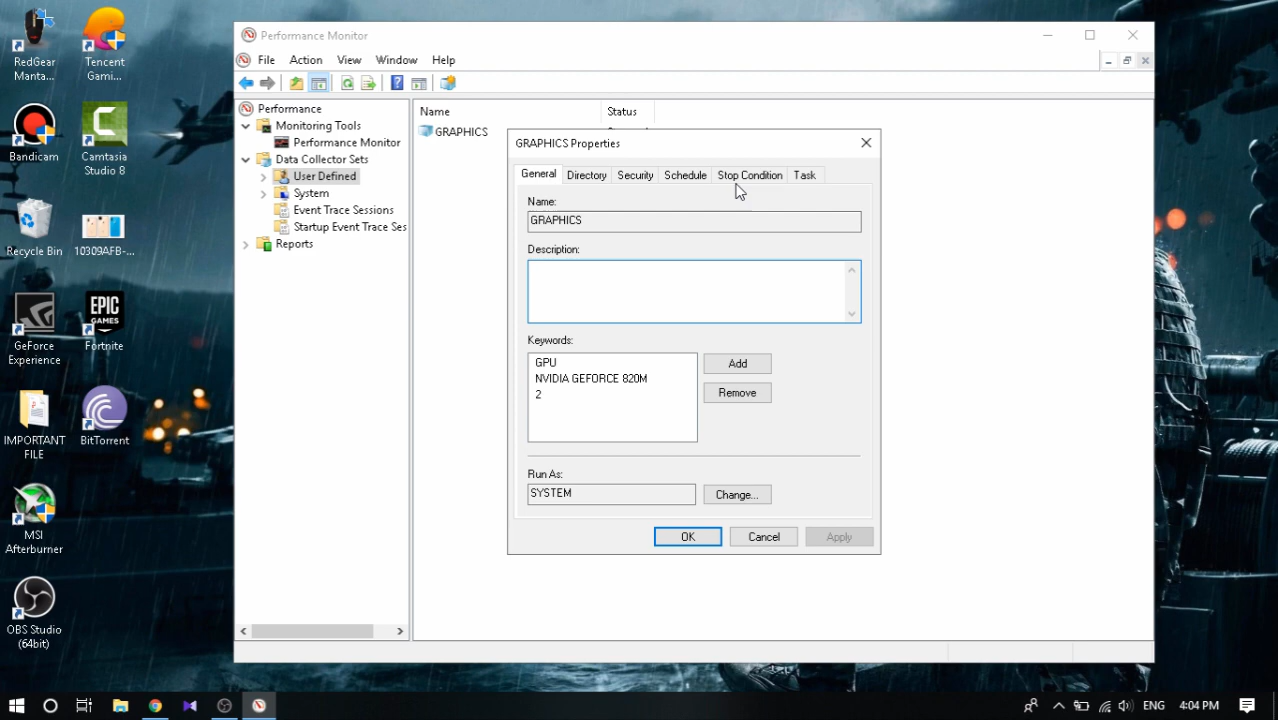 RedGear
Manta...
Tencent
Gami...
Bandicam
Camtasia
Studio 8
Recycle Bin
10309AFB-...
GeForce
Experience
EPIC
GAMES
Fortnite
IMPORTANT
FILE
BitTorrent
MSI
Afterburner
OBS Studio
(64bit)
Performance Monitor
File Action View Window Help
Performance
Monitoring Tools
Performance Monitor
Data Collector Sets
User Defined
System
Event Trace Sessions
Startup Event Trace Ses
Reports
Name Status
GRAPHICS
GRAPHICS Properties
General Directory Security Schedule Stop Condition Task
Name:
GRAPHICS
Description:
Keywords:
GPU
NVIDIA GEFORCE 820M
2
Add
Remove
Run As:
SYSTEM
Change...
OK Cancel Apply
ENG 4:04 PM